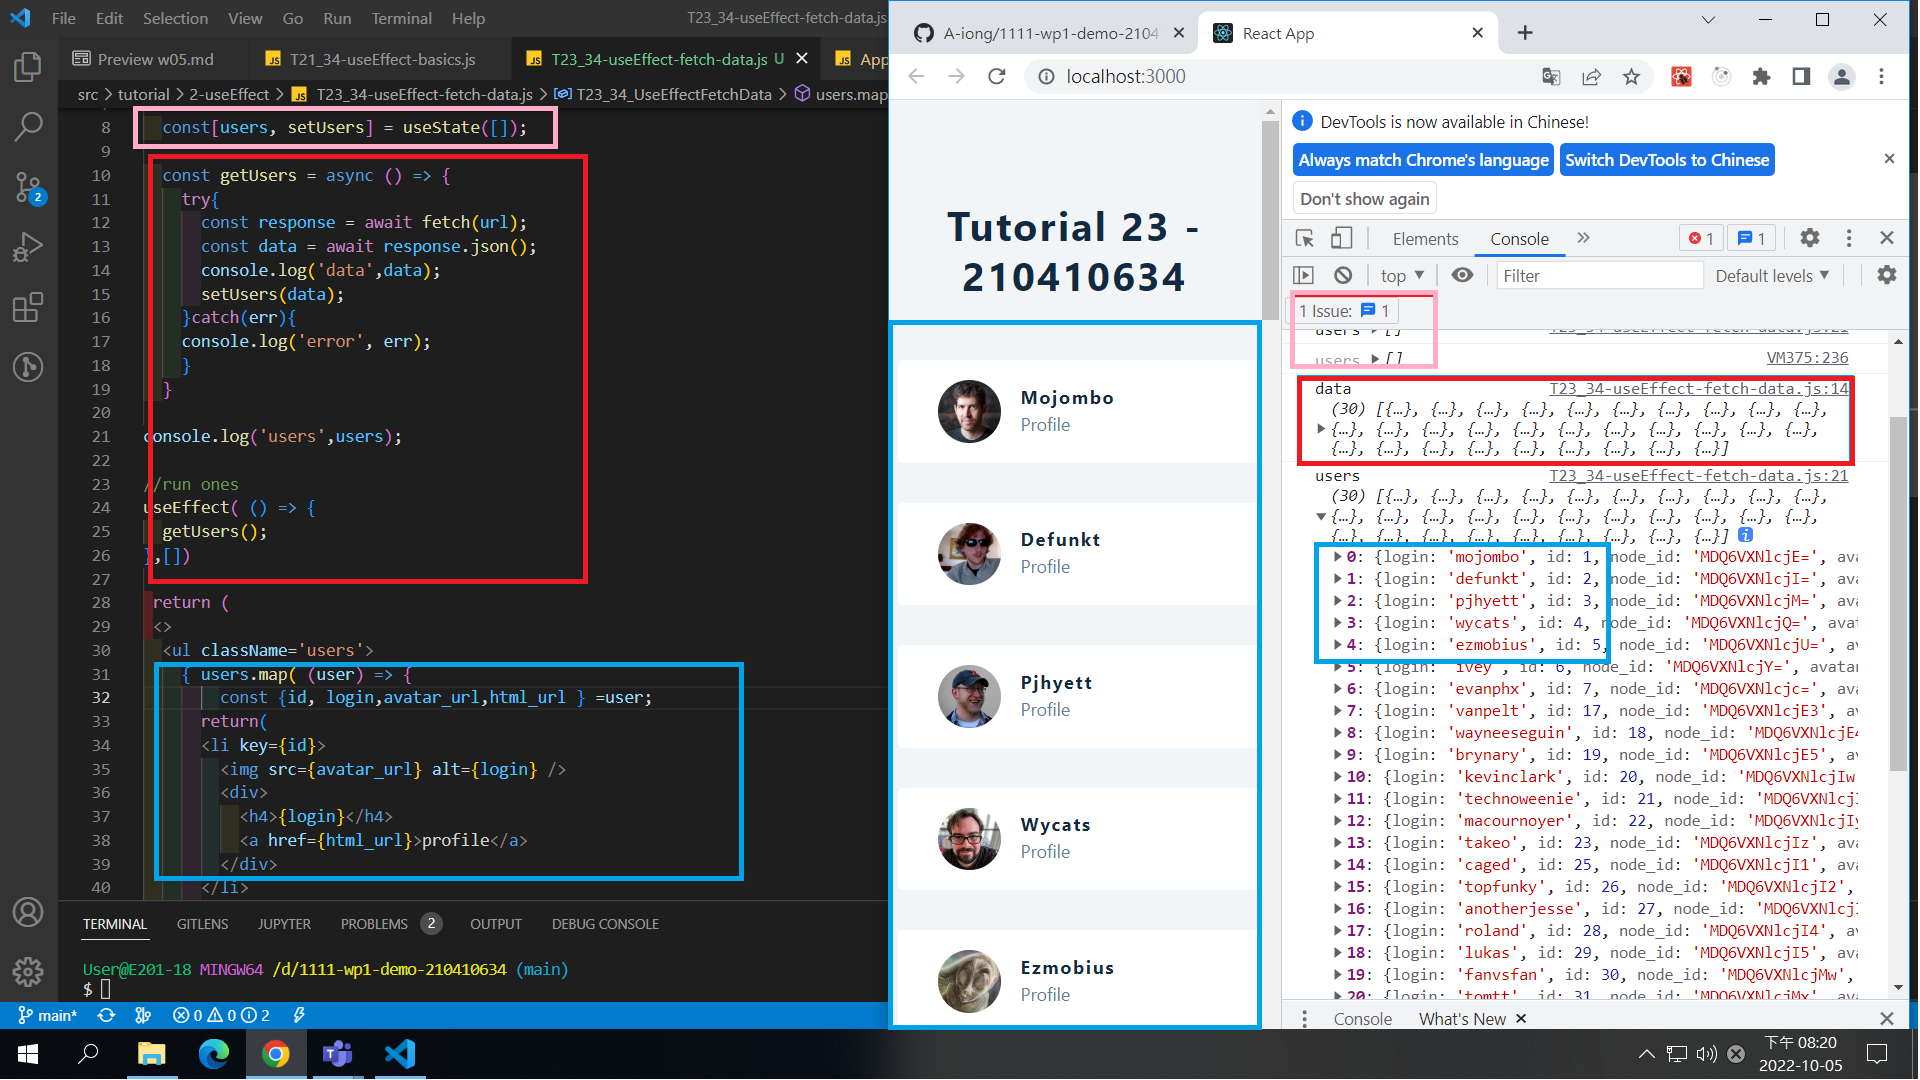 File Edit Selection View Go Run Terminal Help
T23_34-useEffect-fetch-data.js
Preview w05.md
T21_34-useEffect-basics.js
T23_34-useEffect-fetch-data.js U
App
src > tutorial > 2-useEffect > T23_34-useEffect-fetch-data.js > T23_34_UseEffectFetchData > users.map
8 const[users, setUsers] = useState([]);
9
10 const getUsers = async () => {
11 try{
12 const response = await fetch(url);
13 const data = await response.json();
14 console.log('data',data);
15 setUsers(data);
16 }catch(err){
17 console.log('error', err);
18 }
19 }
20
21 console.log('users',users);
22
23 //run ones
24 useEffect( () => {
25 getUsers();
26 },[])
27
28 return (
29 <>
30 <ul className='users'>
31 { users.map( (user) => {
32 const {id, login,avatar_url,html_url } =user;
33 return(
34 <li key={id}>
35 <img src={avatar_url} alt={login} />
36 <div>
37 <h4>{login}</h4>
38 <a href={html_url}>profile</a>
39 </div>
40 </li>
2
TERMINAL GITLENS JUPYTER PROBLEMS 2 OUTPUT DEBUG CONSOLE
User@E201-18 MINGW64 /d/1111-wp1-demo-210410634 (main)
$
main* 0 0 2
A-iong/1111-wp1-demo-2104
React App
localhost:3000
Tutorial 23 -
210410634
Mojombo
Profile
Defunkt
Profile
Pjhyett
Profile
Wycats
Profile
Ezmobius
Profile
DevTools is now available in Chinese!
Always match Chrome's language
Switch DevTools to Chinese
Don't show again
Elements Console 1 1
top Filter Default levels
1 Issue: 1
users [] T23_34-useEffect-fetch-data.js:21
users [] VM375:236
data T23_34-useEffect-fetch-data.js:14
(30) [{…}, {…}, {…}, {…}, {…}, {…}, {…}, {…}, {…}, {…},
{…}, {…}, {…}, {…}, {…}, {…}, {…}, {…}, {…}, {…}, {…},
{…}, {…}, {…}, {…}, {…}, {…}, {…}, {…}, {…}]
users T23_34-useEffect-fetch-data.js:21
(30) [{…}, {…}, {…}, {…}, {…}, {…}, {…}, {…}, {…}, {…},
{…}, {…}, {…}, {…}, {…}, {…}, {…}, {…}, {…}, {…}, {…},
{…}, {…}, {…}, {…}, {…}, {…}, {…}, {…}, {…}]
0: {login: 'mojombo', id: 1, node_id: 'MDQ6VXNlcjE=', ava
1: {login: 'defunkt', id: 2, node_id: 'MDQ6VXNlcjI=', ava
2: {login: 'pjhyett', id: 3, node_id: 'MDQ6VXNlcjM=', ava
3: {login: 'wycats', id: 4, node_id: 'MDQ6VXNlcjQ=', avat
4: {login: 'ezmobius', id: 5, node_id: 'MDQ6VXNlcjU=', av
5: {login: 'ivey', id: 6, node_id: 'MDQ6VXNlcjY=', avatar
6: {login: 'evanphx', id: 7, node_id: 'MDQ6VXNlcjc=', ava
7: {login: 'vanpelt', id: 17, node_id: 'MDQ6VXNlcjE3
8: {login: 'wayneeseguin', id: 18, node_id: 'MDQ6VXNlcjE4
9: {login: 'brynary', id: 19, node_id: 'MDQ6VXNlcjE5
10: {login: 'kevinclark', id: 20, node_id: 'MDQ6VXNlcjIw
11: {login: 'technoweenie', id: 21, node_id: 'MDQ6VXNlcjI
12: {login: 'macournoyer', id: 22, node_id: 'MDQ6VXNlcjIy
13: {login: 'takeo', id: 23, node_id: 'MDQ6VXNlcjIz
14: {login: 'caged', id: 25, node_id: 'MDQ6VXNlcjI1
15: {login: 'topfunky', id: 26, node_id: 'MDQ6VXNlcjI2',
16: {login: 'anotherjesse', id: 27, node_id: 'MDQ6VXNlcjI
17: {login: 'roland', id: 28, node_id: 'MDQ6VXNlcjI4',
18: {login: 'lukas', id: 29, node_id: 'MDQ6VXNlcjI5',
19: {login: 'fanvsfan', id: 30, node_id: 'MDQ6VXNlcjMw',
20: {login: 'tomtt', id: 31, node_id: 'MDQ6VXNlcjMx',
Console What's New
下午 08:20
2022-10-05